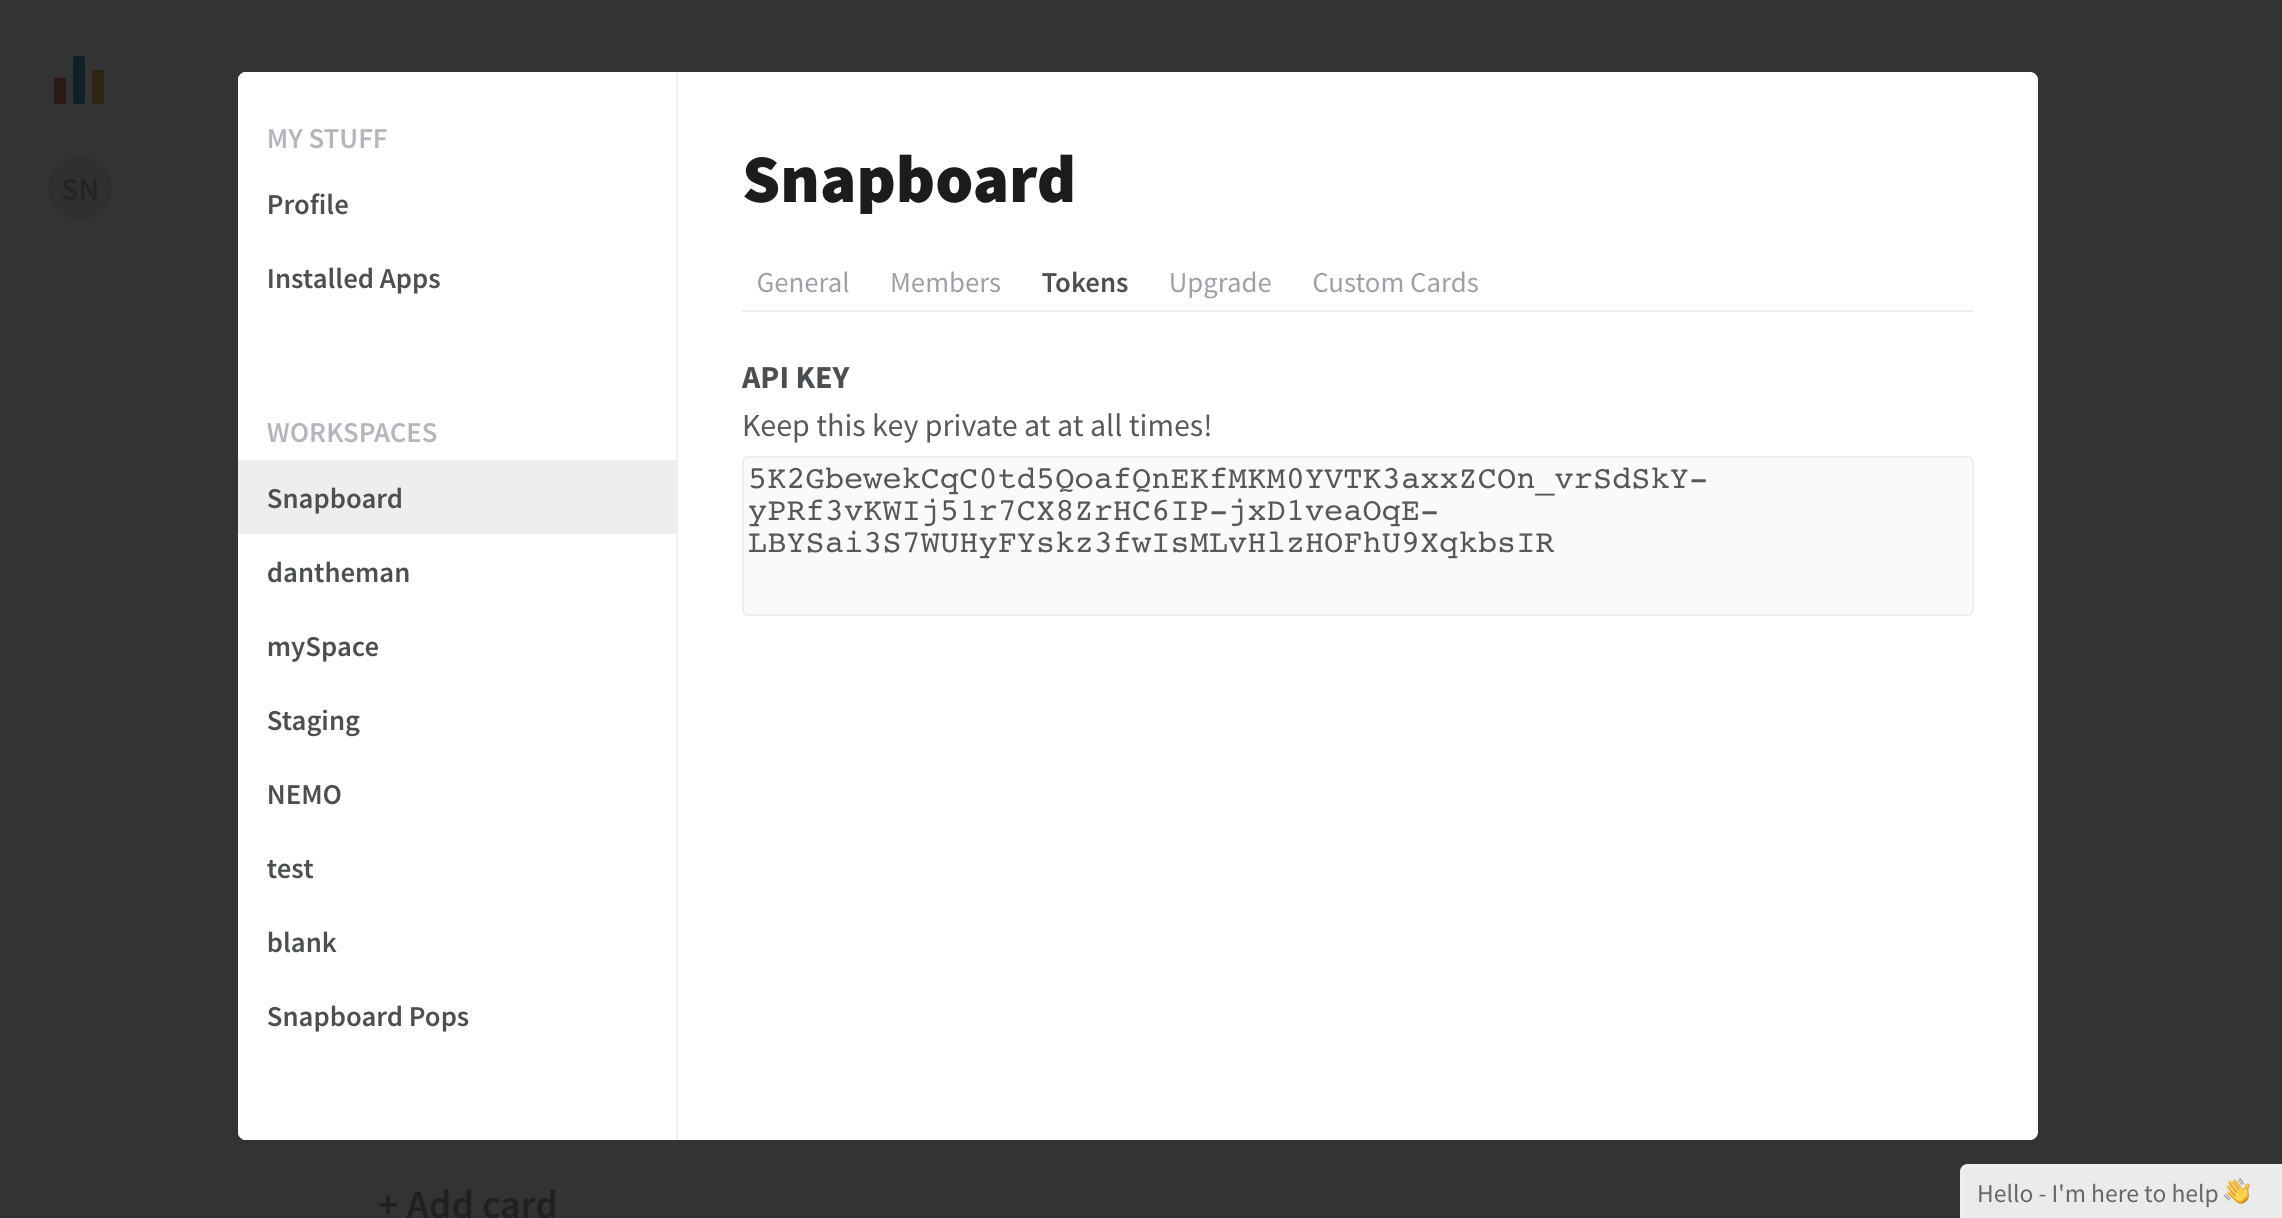 SN
MY STUFF
Profile
Installed Apps
WORKSPACES
Snapboard
dantheman
mySpace
Staging
NEMO
test
blank
Snapboard Pops
Snapboard
General Members Tokens Upgrade Custom Cards
API KEY
Keep this key private at at all times!
5K2GbewekCqC0td5QoafQnEKfMKM0YVTK3axxZCOn_vrSdSkY-
yPRf3vKWIj51r7CX8ZrHC6IP-jxD1veaOqE-
LBYSai3S7WUHyFYskz3fwIsMLvHlzHOFhU9XqkbsIR
+ Add card
Hello - I'm here to help 👋